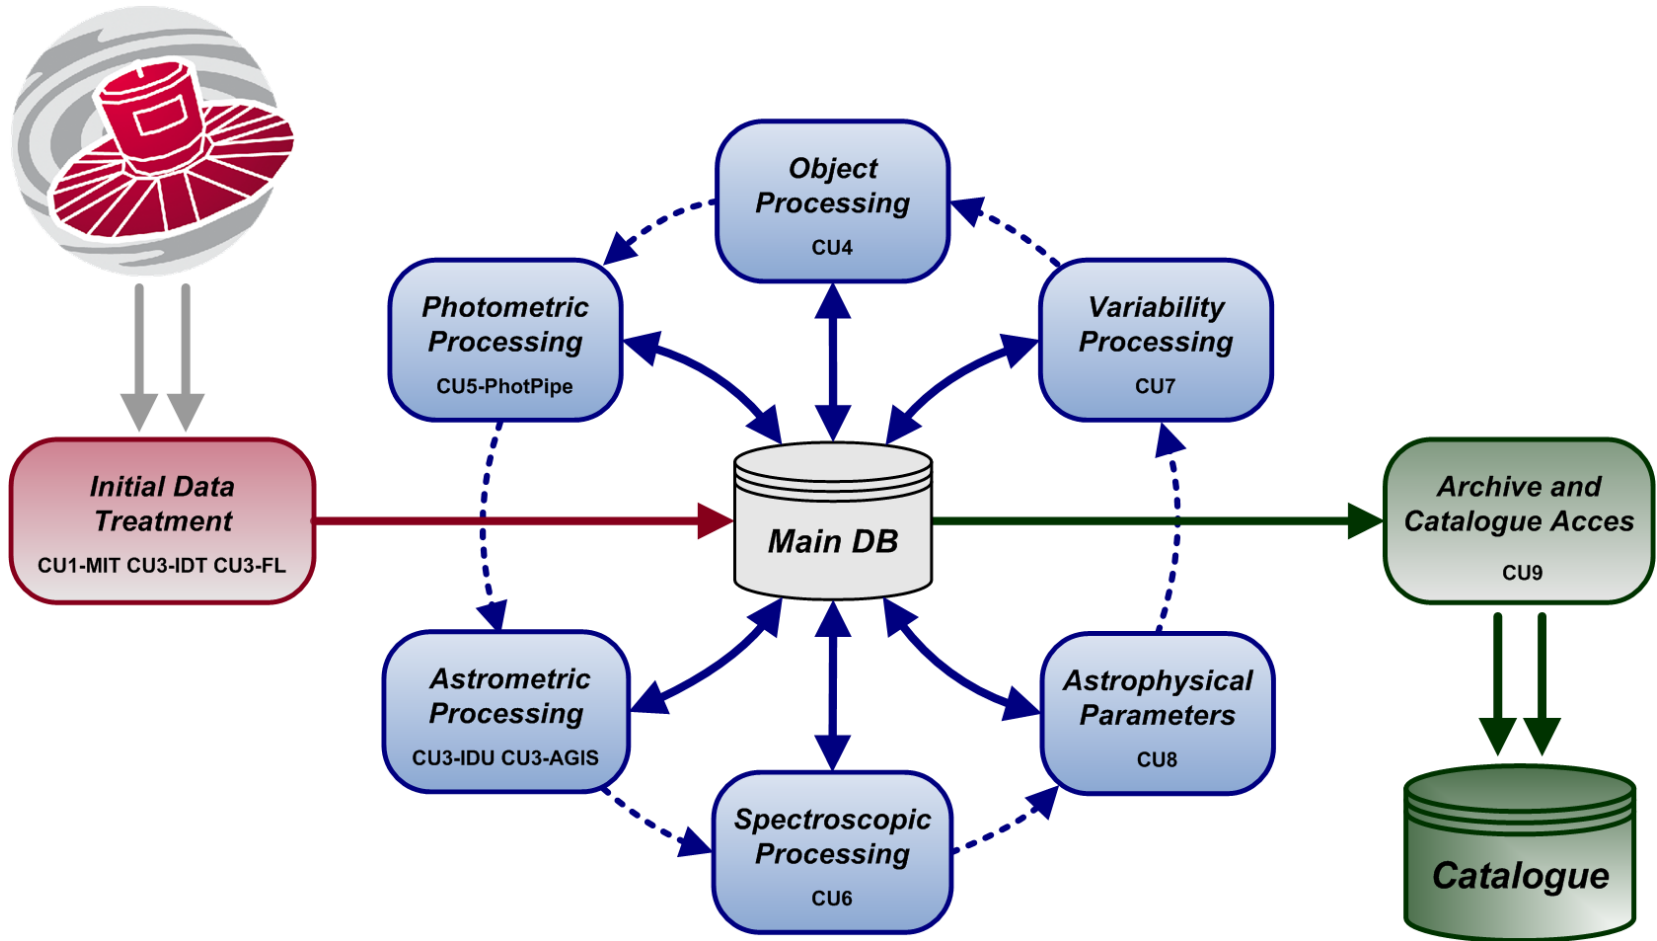 Object
Processing
CU4
Photometric
Processing
CU5-PhotPipe
Variability
Processing
CU7
Initial Data
Treatment
CU1-MIT CU3-IDT CU3-FL
Main DB
Archive and
Catalogue Acces
CU9
Astrometric
Processing
CU3-IDU CU3-AGIS
Astrophysical
Parameters
CU8
Spectroscopic
Processing
CU6
Catalogue